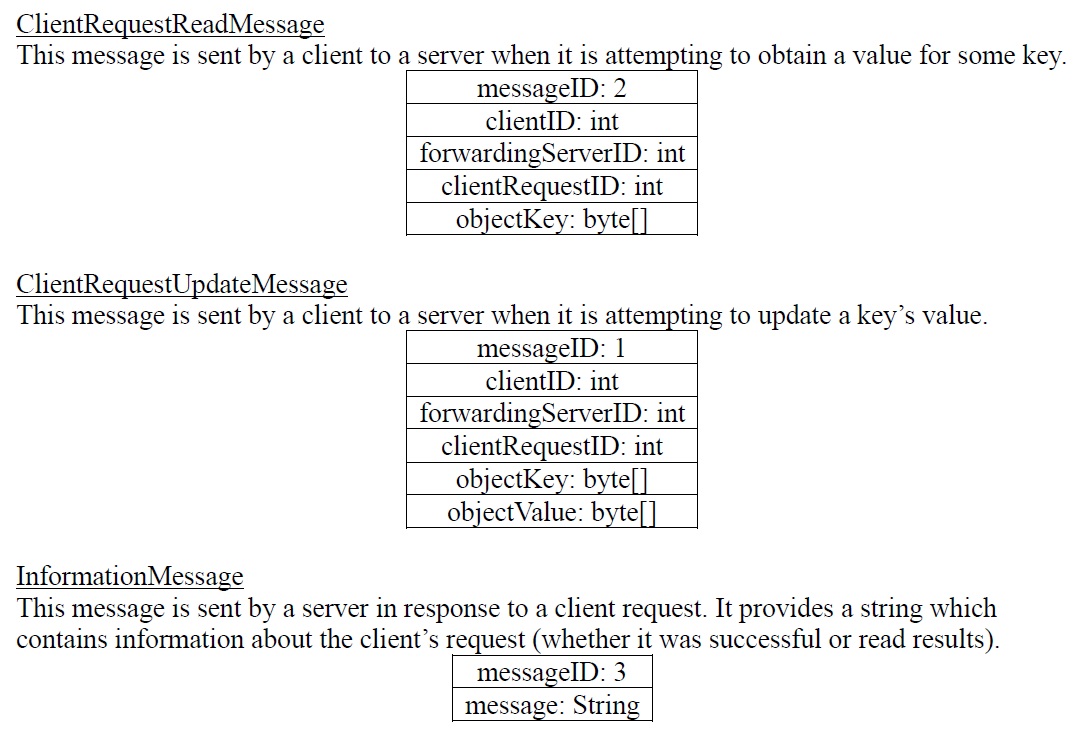 ClientRequestReadMessage
This message is sent by a client to a server when it is attempting to obtain a value for some key.
messageID: 2
clientID: int
forwardingServerID: int
clientRequestID: int
objectKey: byte[]
ClientRequestUpdateMessage
This message is sent by a client to a server when it is attempting to update a key’s value.
messageID: 1
clientID: int
forwardingServerID: int
clientRequestID: int
objectKey: byte[]
objectValue: byte[]
InformationMessage
This message is sent by a server in response to a client request. It provides a string which
contains information about the client’s request (whether it was successful or read results).
messageID: 3
message: String